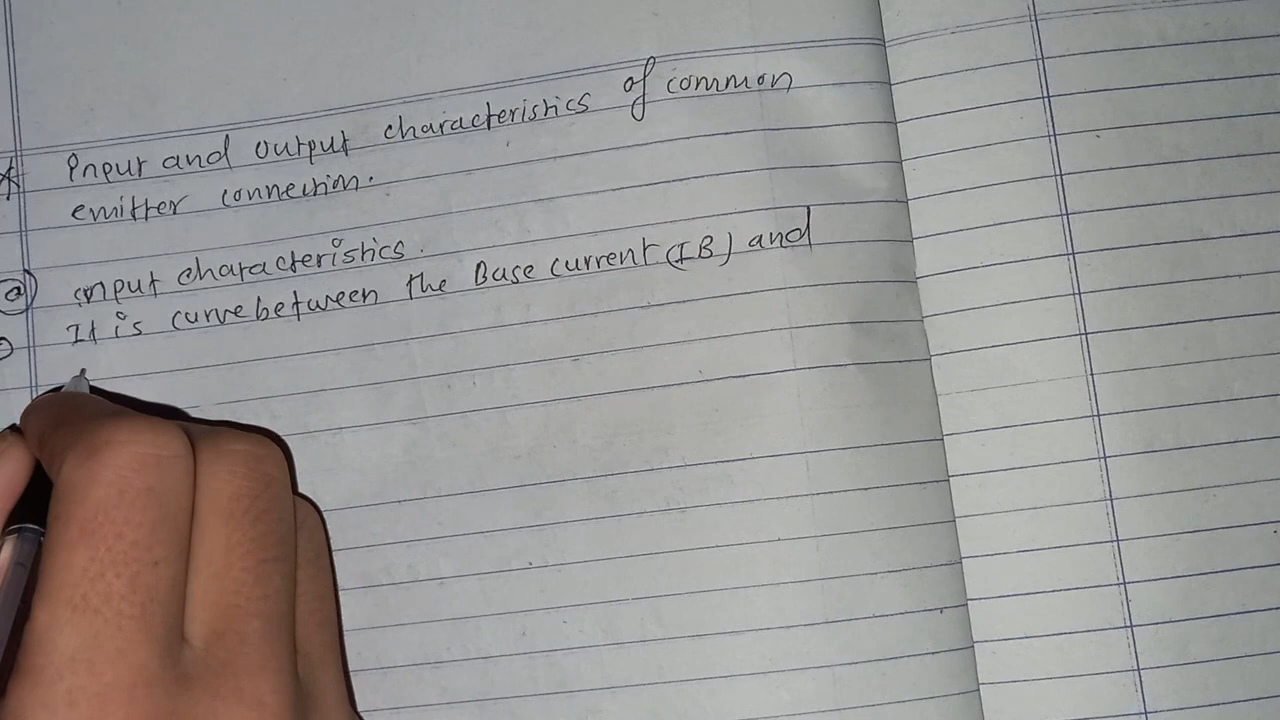 * Input and output characteristics of common
emitter connection.
(a) input characteristics.
It is curve between the Base current (IB) and